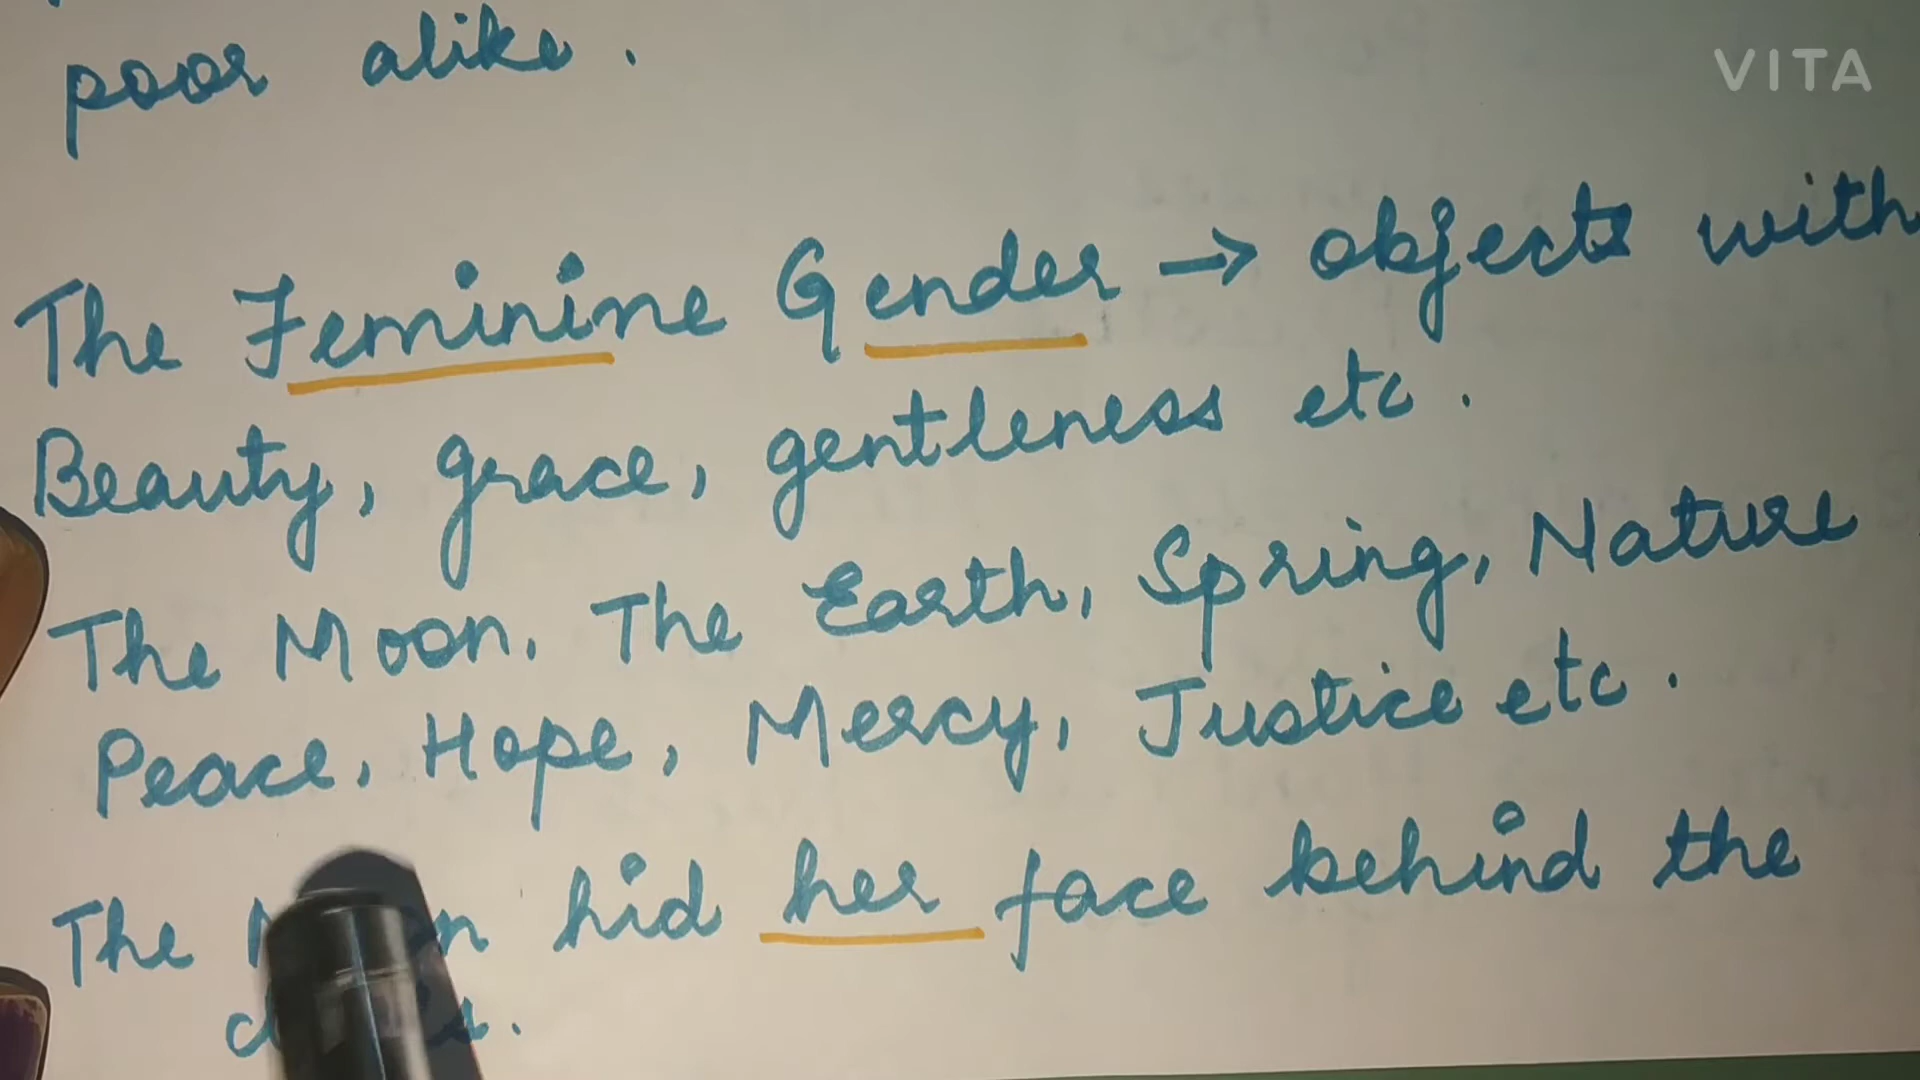 poor alike.
VITA
The Feminine Gender → objects with
Beauty, grace, gentleness etc.
The Moon, The Earth, Spring, Nature
Peace, Hope, Mercy, Justice etc.
The hid her face behind the